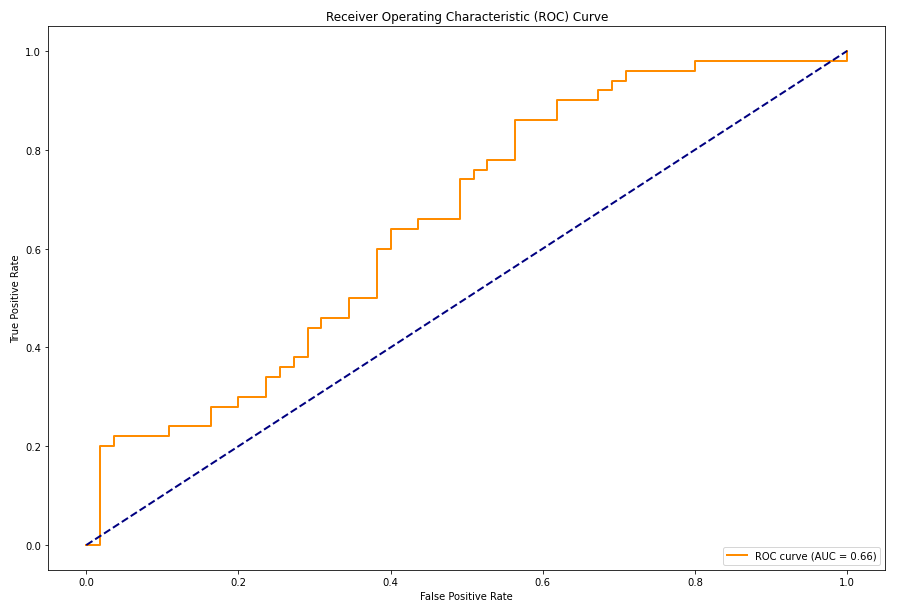 Receiver Operating Characteristic (ROC) Curve
True Positive Rate
1.0
0.8
0.6
0.4
0.2
0.0
0.0 0.2 0.4 0.6 0.8 1.0
False Positive Rate
ROC curve (AUC = 0.66)